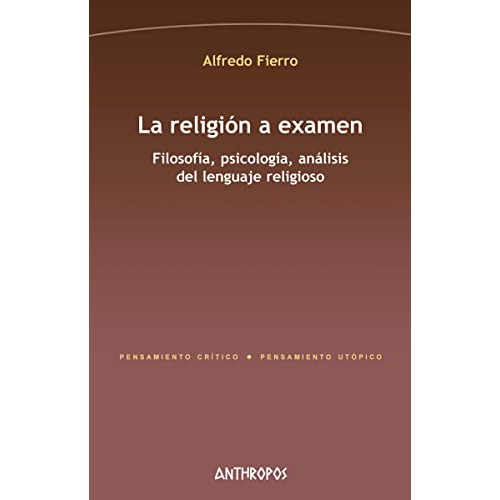 Alfredo Fierro
La religión a examen
Filosofía, psicología, análisis
del lenguaje religioso
PENSAMIENTO CRÍTICO ● PENSAMIENTO UTÓPICO
ANTHROPOS